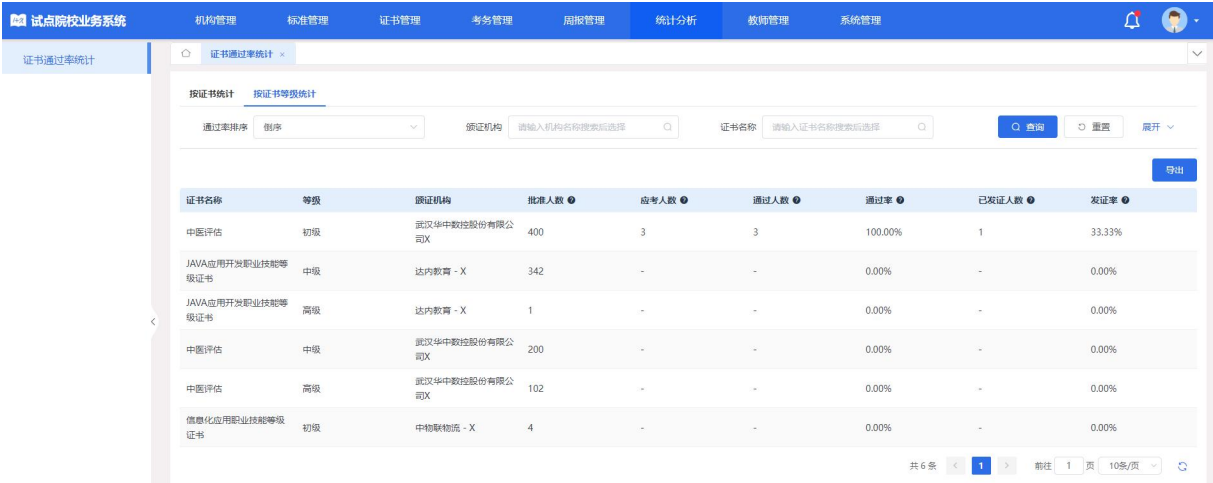 试点院校业务系统 机构管理 标准管理 证书管理 考务管理 周报管理 统计分析 教师管理 系统管理
证书通过率统计 证书通过率统计 ×
按证书统计 按证书等级统计
通过率排序 倒序 颁证机构 请输入机构名称搜索后选择 证书名称 请输入证书名称搜索后选择 查询 重置 展开
导出
证书名称 等级 颁证机构 批准人数 应考人数 通过人数 通过率 已发证人数 发证率
中医评估 初级 武汉华中数控股份有限公 400 3 3 100.00% 1 33.33%
司X
JAVA应用开发职业技能等 中级 达内教育 - X 342 - - 0.00% - 0.00%
级证书
JAVA应用开发职业技能等 高级 达内教育 - X 1 - - 0.00% - 0.00%
级证书
中医评估 中级 武汉华中数控股份有限公 200 - - 0.00% - 0.00%
司X
中医评估 高级 武汉华中数控股份有限公 102 - - 0.00% - 0.00%
司X
信息化应用职业技能等级 初级 中物联物流 - X 4 - - 0.00% - 0.00%
证书
共 6 条 < 1 > 前往 1 页 10条/页